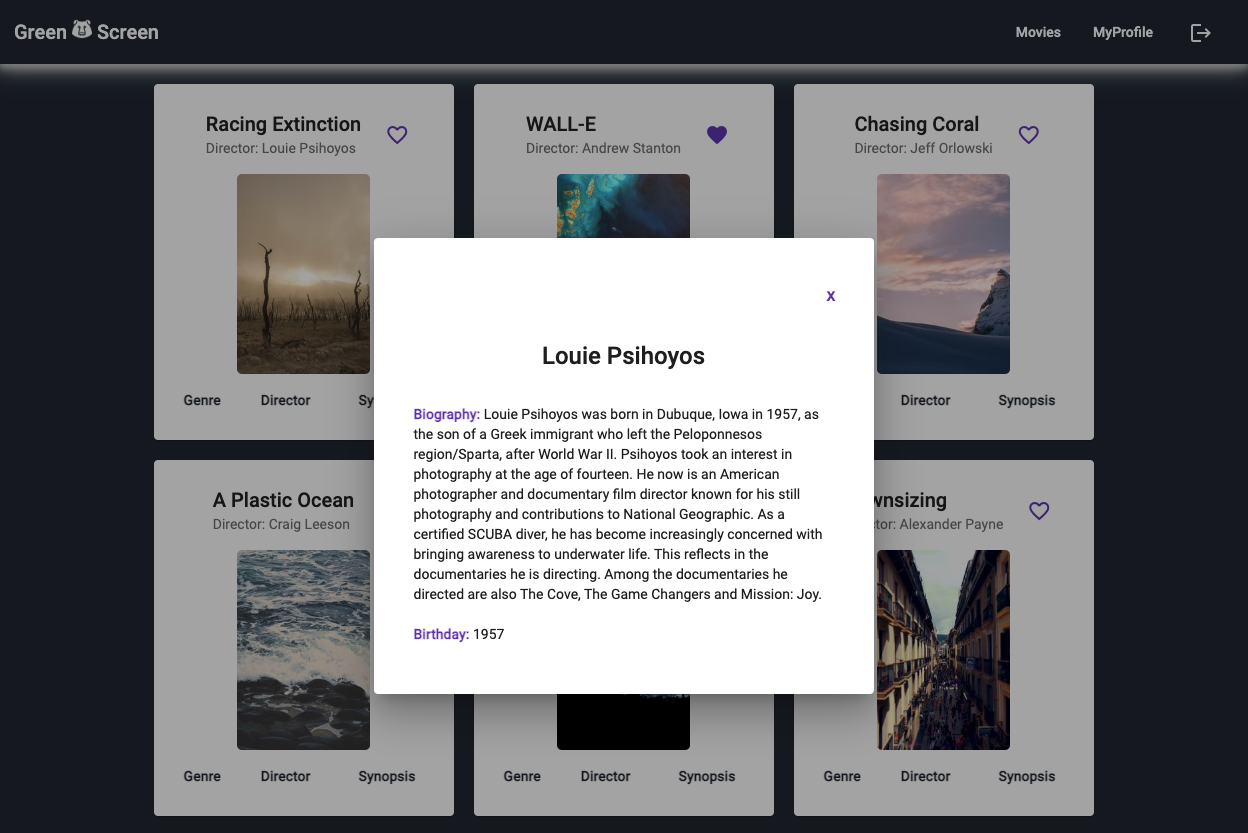 Green Screen
Movies
MyProfile
Racing Extinction
Director: Louie Psihoyos
WALL-E
Director: Andrew Stanton
Chasing Coral
Director: Jeff Orlowski
x
Louie Psihoyos
Biography: Louie Psihoyos was born in Dubuque, Iowa in 1957, as
the son of a Greek immigrant who left the Peloponnesos
region/Sparta, after World War II. Psihoyos took an interest in
photography at the age of fourteen. He now is an American
photographer and documentary film director known for his still
photography and contributions to National Geographic. As a
certified SCUBA diver, he has become increasingly concerned with
bringing awareness to underwater life. This reflects in the
documentaries he is directing. Among the documentaries he
directed are also The Cove, The Game Changers and Mission: Joy.
Birthday: 1957
Genre Director Sy
Director Synopsis
A Plastic Ocean
Director: Craig Leeson
wnsizing
ctor: Alexander Payne
Genre Director Synopsis
Genre Director Synopsis
Genre Director Synopsis